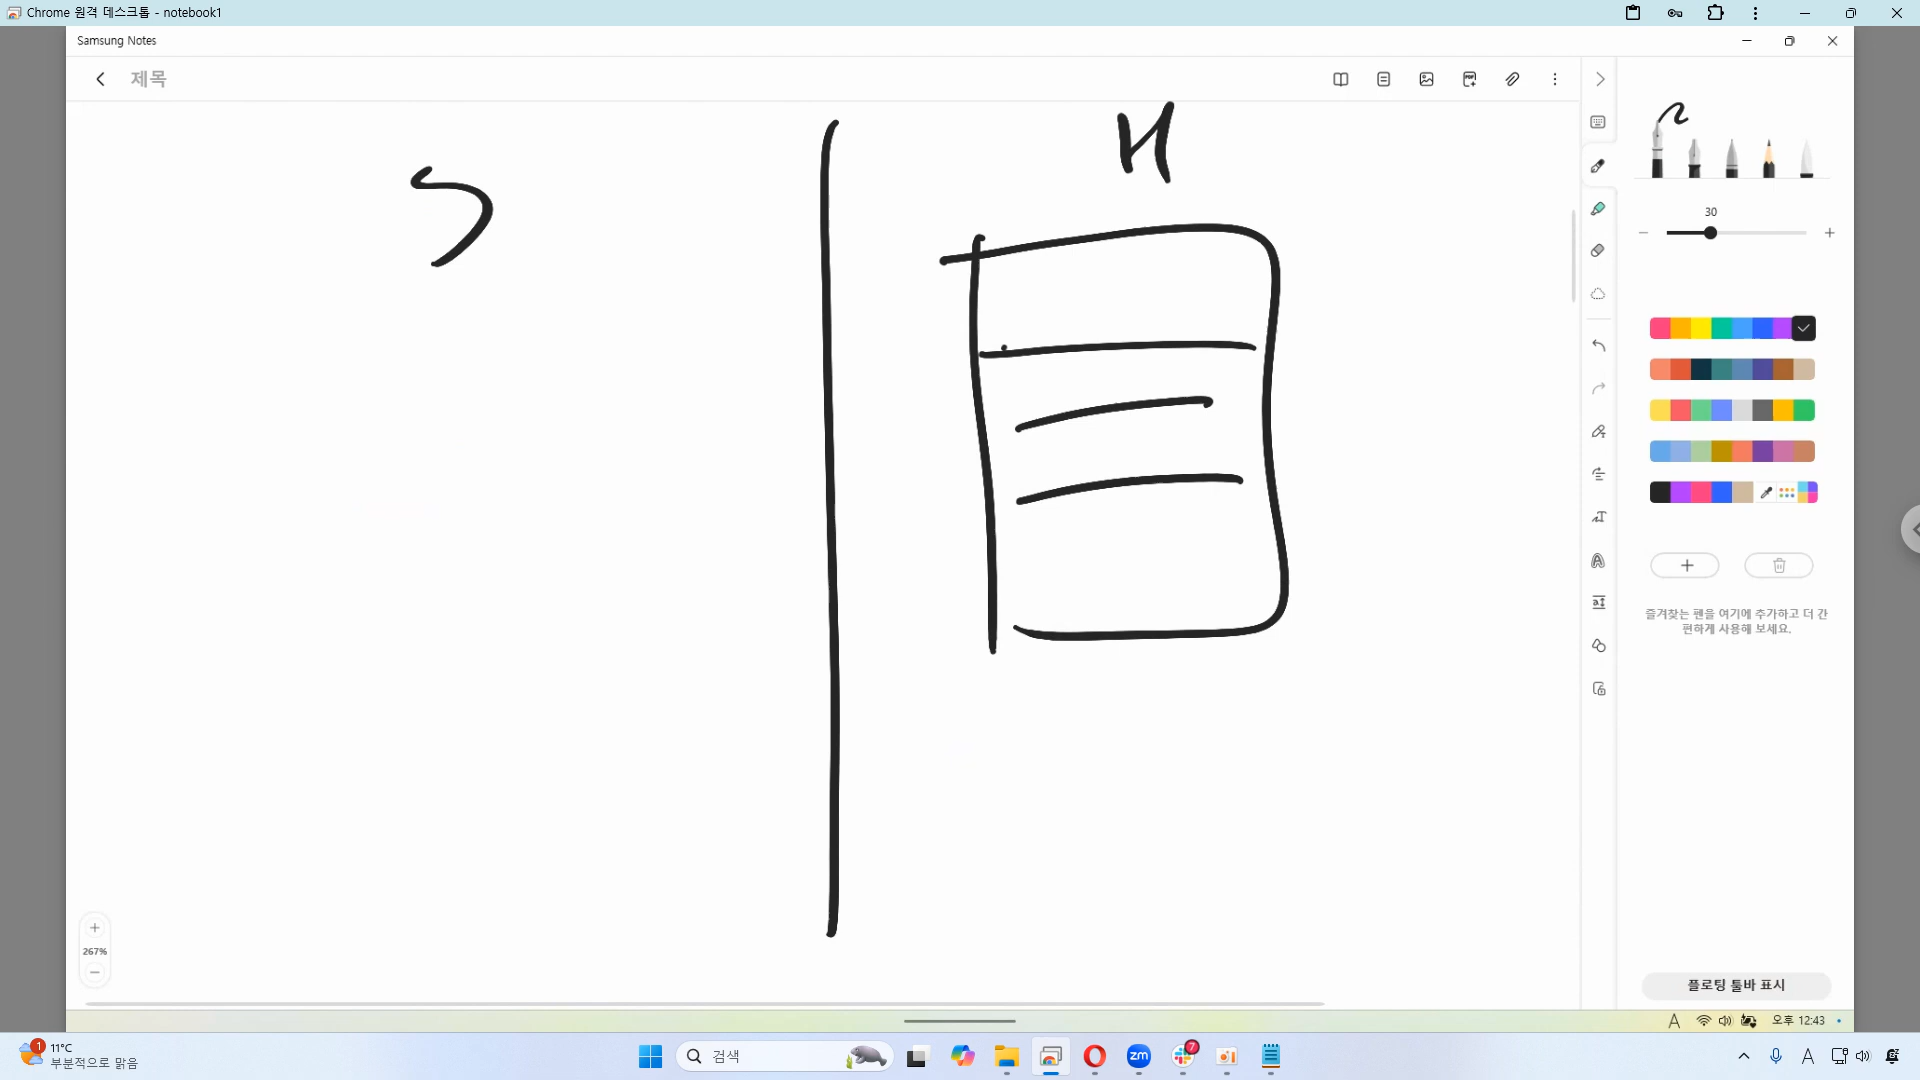 Chrome 원격 데스크톱 - notebook1
Samsung Notes
제목
S
H
30
즐겨찾는 펜을 여기에 추가하고 더 간
편하게 사용해 보세요.
267%
플로팅 툴바 표시
A
오후 12:43
1
11°C
부분적으로 맑음
검색
zm
7
A